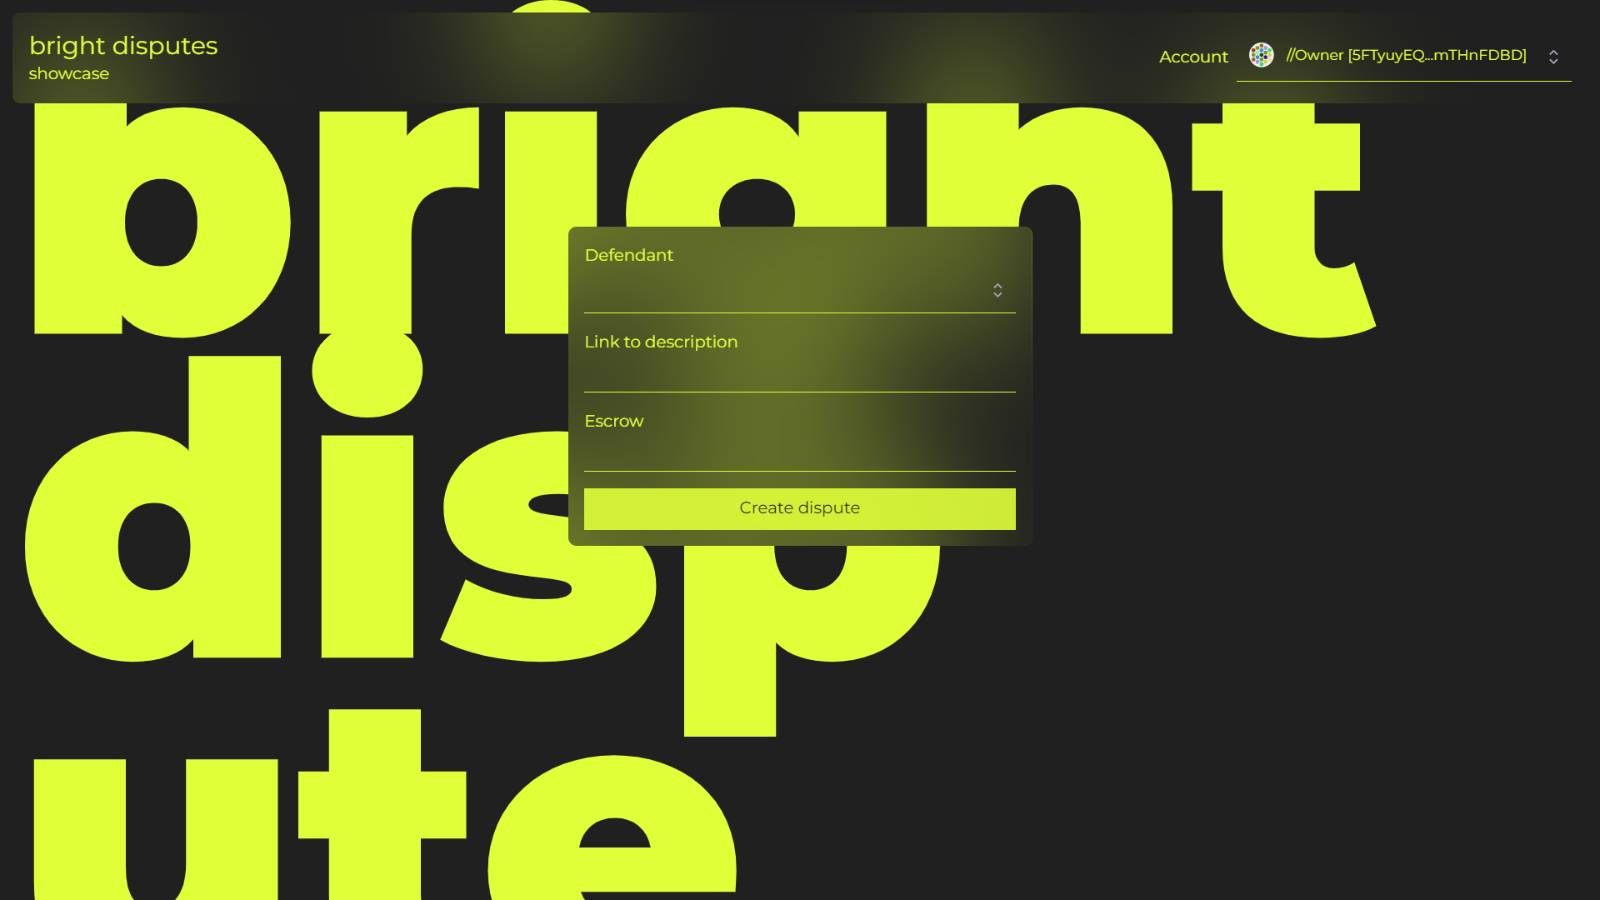 bright disputes
showcase
Account
//Owner [5FTyuyEQ...mTHnFDBD]
bright
Defendant
Link to description
Escrow
Create dispute
disp
ute